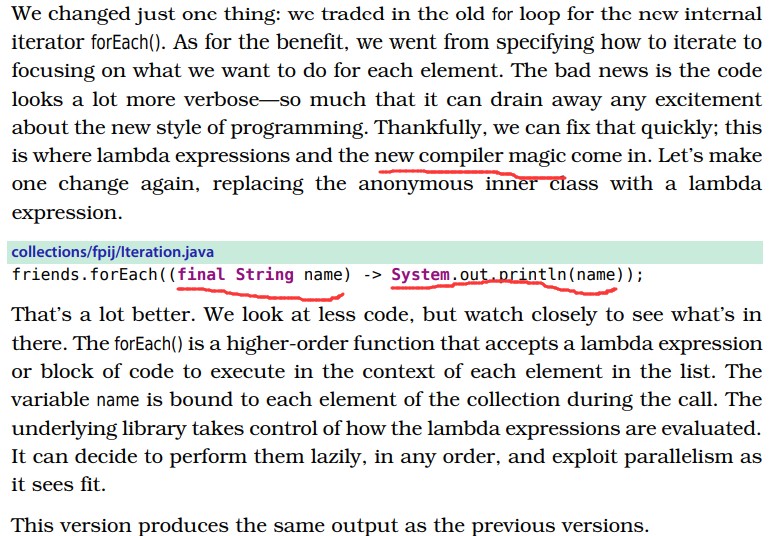 We changed just one thing: we traded in the old for loop for the new internal
iterator forEach(). As for the benefit, we went from specifying how to iterate to
focusing on what we want to do for each element. The bad news is the code
looks a lot more verbose—so much that it can drain away any excitement
about the new style of programming. Thankfully, we can fix that quickly; this
is where lambda expressions and the new compiler magic come in. Let’s make
one change again, replacing the anonymous inner class with a lambda
expression.
collections/fpij/Iteration.java
friends.forEach((final String name) -> System.out.println(name));
That’s a lot better. We look at less code, but watch closely to see what’s in
there. The forEach() is a higher-order function that accepts a lambda expression
or block of code to execute in the context of each element in the list. The
variable name is bound to each element of the collection during the call. The
underlying library takes control of how the lambda expressions are evaluated.
It can decide to perform them lazily, in any order, and exploit parallelism as
it sees fit.
This version produces the same output as the previous versions.